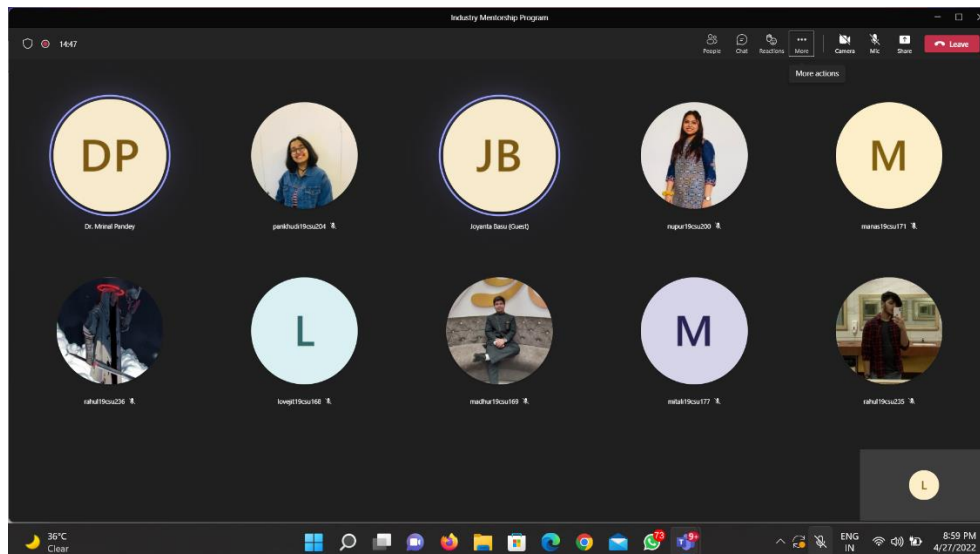 Industry Mentorship Program
14:47
People Chat Reactions More Camera Mic Share Leave
More actions
DP JB M
Dr. Mrinal Pandey pankhudi19csu204 Joyanta Basu (Guest) nupur19csu200 manas19csu171
L M
rahul19csu236 lovejit19csu168 madhur19csu169 mitali19csu177 rahul19csu235
L
36°C
Clear
73
9+
ENG
IN
8:59 PM
4/27/2022